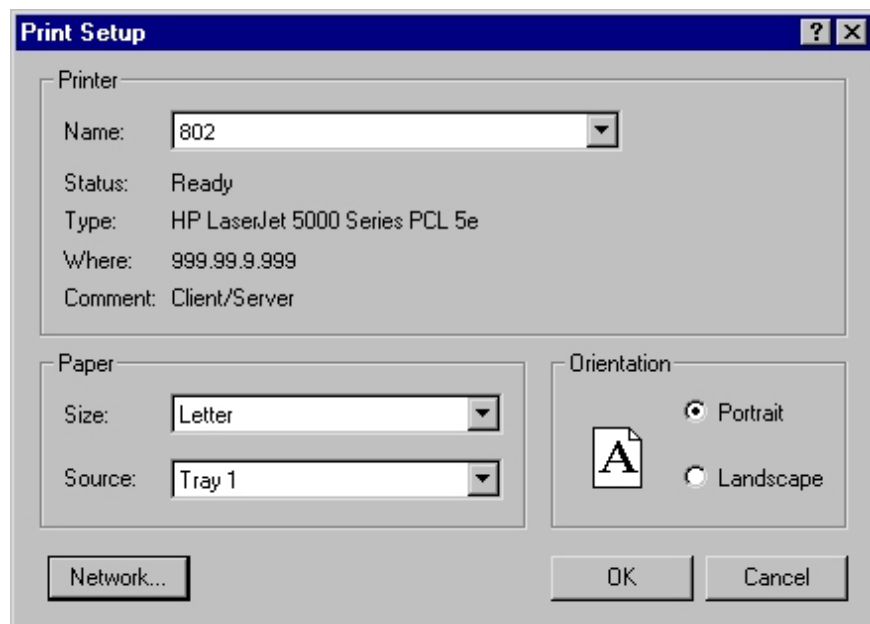 Print Setup
Printer
Name: 802
Status: Ready
Type: HP LaserJet 5000 Series PCL 5e
Where: 999.99.9.999
Comment: Client/Server
Paper
Size: Letter
Source: Tray 1
Orientation
A
Portrait
Landscape
Network...
OK Cancel